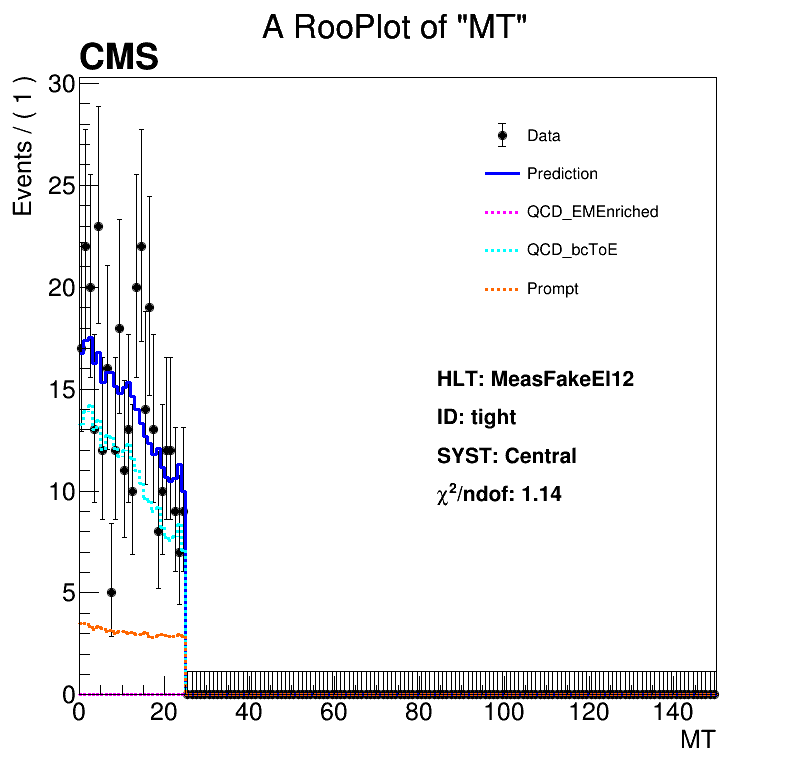 A RooPlot of "MT"
CMS
Events / ( 1 )
30
25
20
15
10
5
0
Data
Prediction
QCD_EMEnriched
QCD_bcToE
Prompt
HLT: MeasFakeEl12
ID: tight
SYST: Central
χ²/ndof: 1.14
0 20 40 60 80 100 120 140
MT